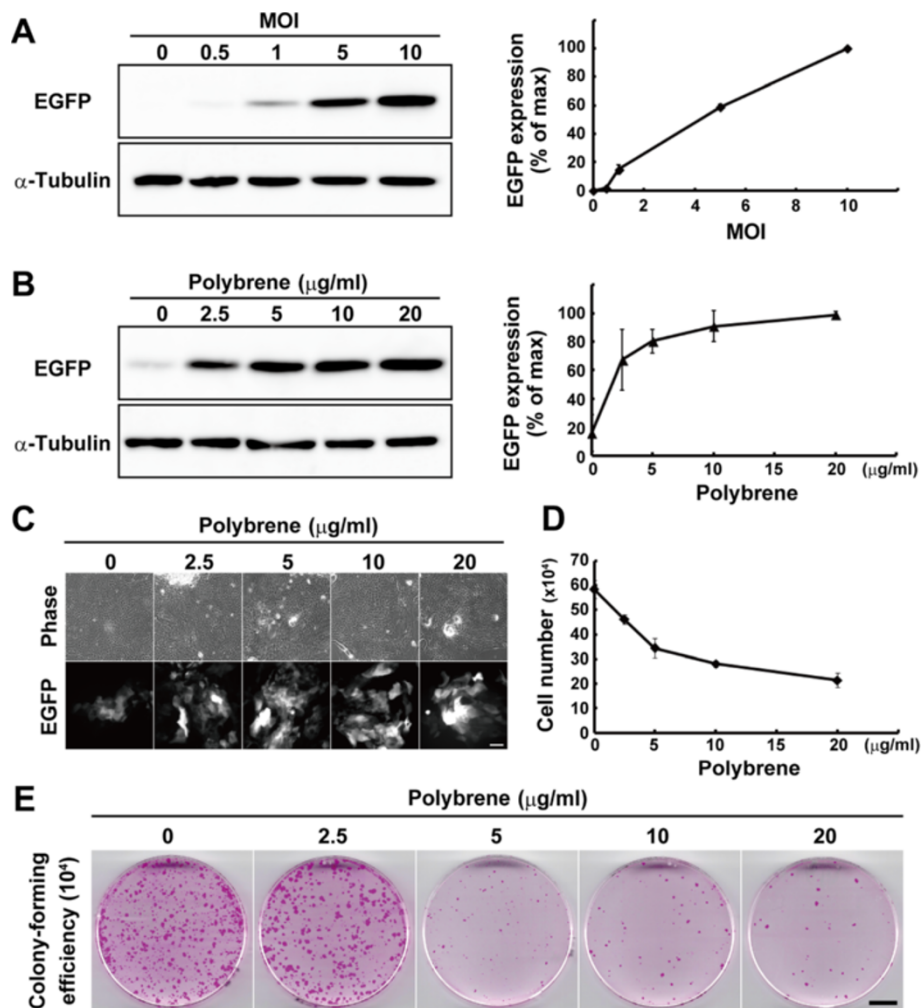 A
MOI
0 0.5 1 5 10
EGFP
α-Tubulin
EGFP expression
(% of max)
100
80
60
40
20
0
0 2 4 6 8 10
MOI
B
Polybrene (μg/ml)
0 2.5 5 10 20
EGFP
α-Tubulin
EGFP expression
(% of max)
100
80
60
40
20
0
0 5 10 15 20 (μg/ml)
Polybrene
C
Polybrene (μg/ml)
0 2.5 5 10 20
Phase
EGFP
D
Cell number (x10⁴)
70
60
50
40
30
20
10
0
0 5 10 15 20 (μg/ml)
Polybrene
E
Polybrene (μg/ml)
0 2.5 5 10 20
Colony-forming
efficiency (10⁴)